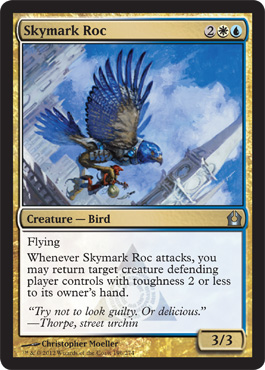 Skymark Roc 2
Creature — Bird
Flying
Whenever Skymark Roc attacks, you
may return target creature defending
player controls with toughness 2 or less
to its owner's hand.
"Try not to look guilty. Or delicious."
—Thorpe, street urchin
Christopher Moeller
3/3